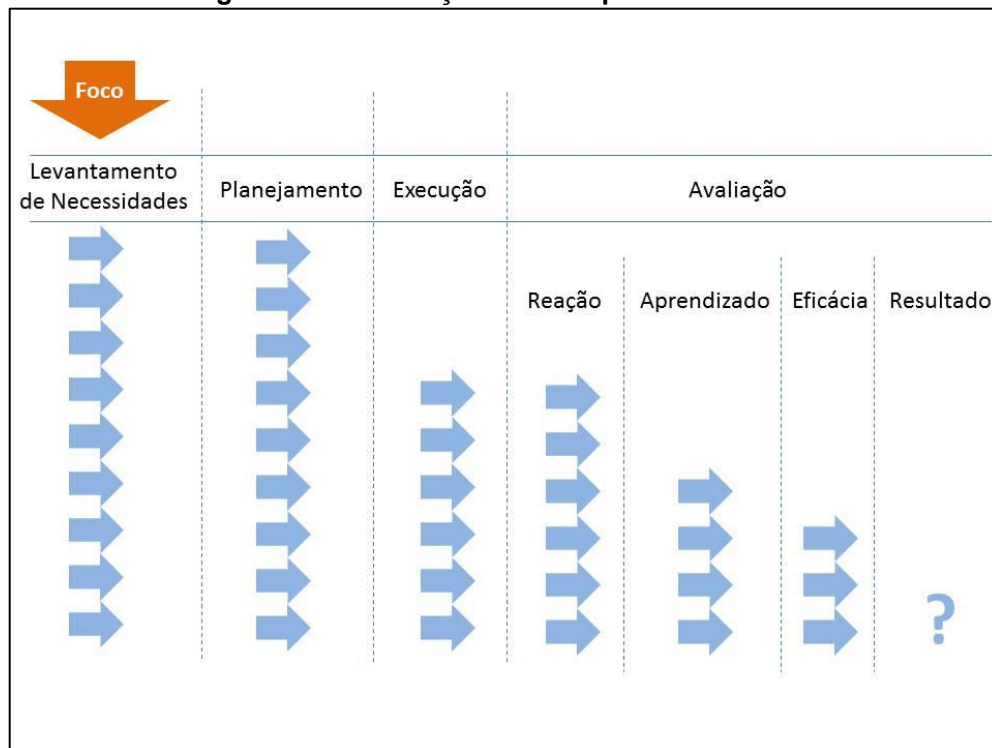 Foco
Levantamento
de Necessidades
Planejamento
Execução
Avaliação
Reação
Aprendizado
Eficácia
Resultado
?